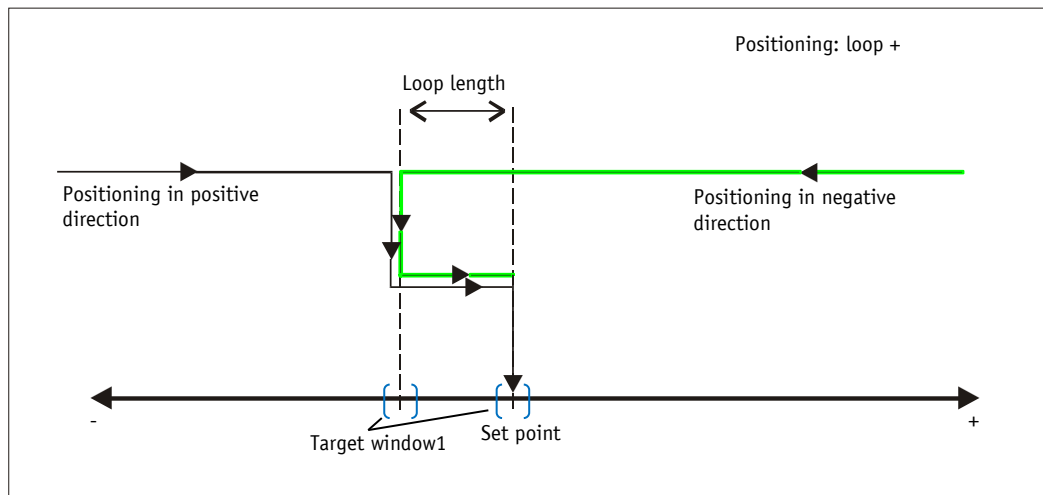 Positioning: loop +
Loop length
Positioning in positive
direction
Positioning in negative
direction
-
+
Target window1
Set point